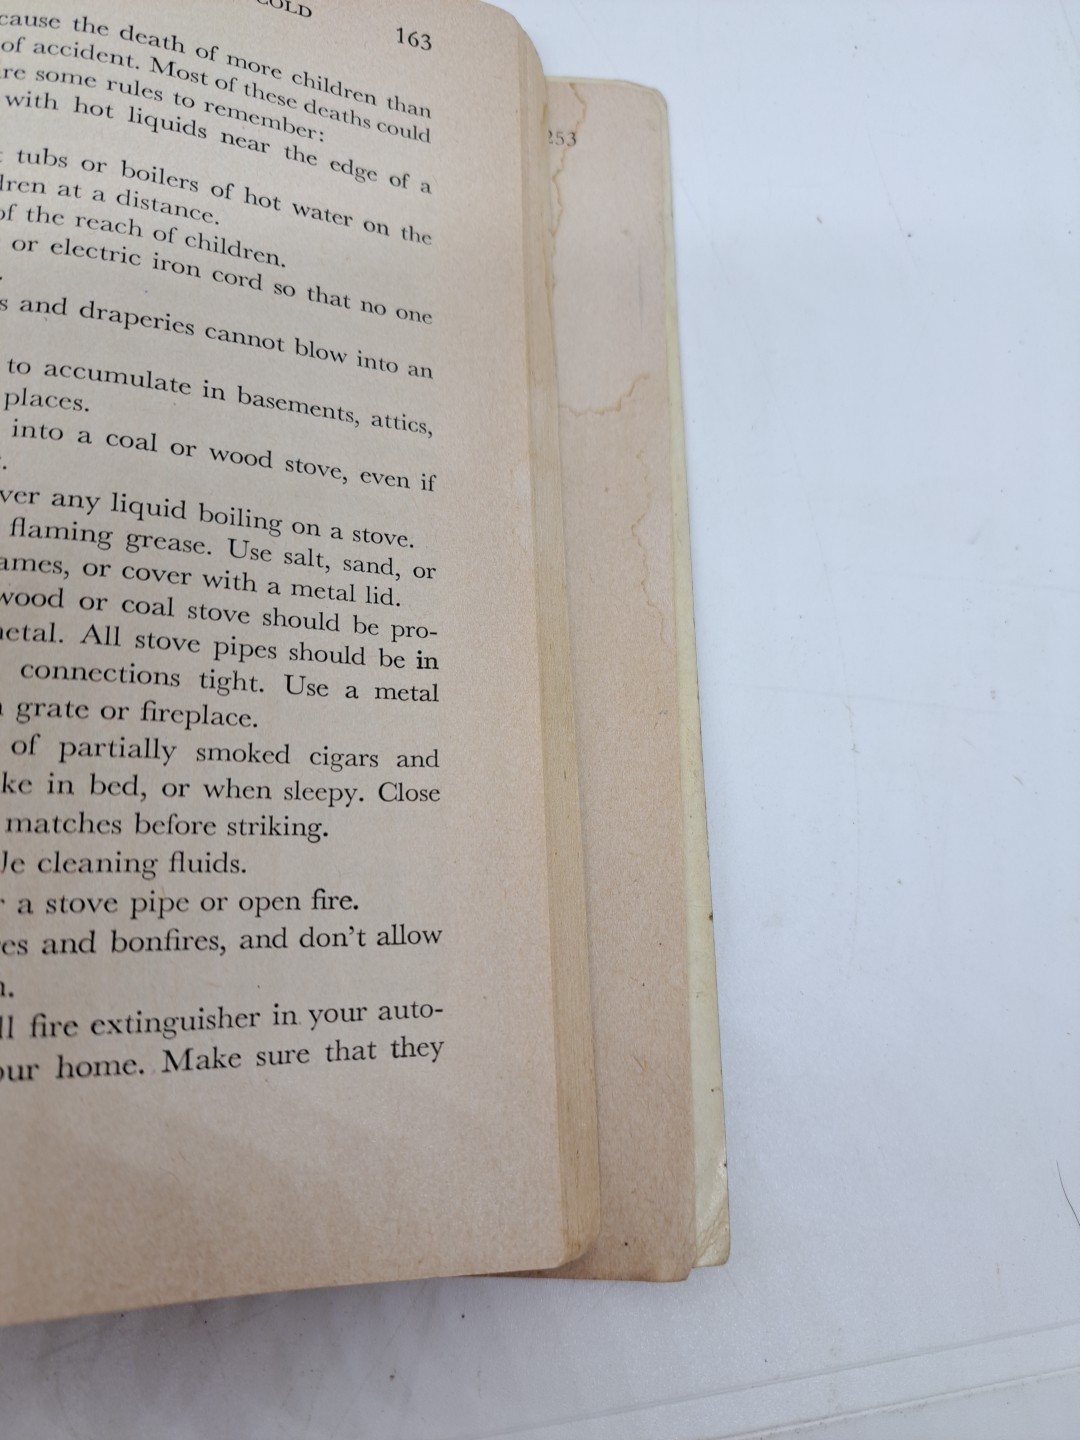 COLD
163
cause the death of more children than
of accident. Most of these deaths could
are some rules to remember:
with hot liquids near the edge of a
tubs or boilers of hot water on the
dren at a distance.
of the reach of children.
or electric iron cord so that no one
s and draperies cannot blow into an
to accumulate in basements, attics,
places.
into a coal or wood stove, even if
ver any liquid boiling on a stove.
flaming grease. Use salt, sand, or
ames, or cover with a metal lid.
wood or coal stove should be pro-
etal. All stove pipes should be in
connections tight. Use a metal
grate or fireplace.
of partially smoked cigars and
ke in bed, or when sleepy. Close
matches before striking.
le cleaning fluids.
a stove pipe or open fire.
es and bonfires, and don't allow
ll fire extinguisher in your auto-
our home. Make sure that they
253